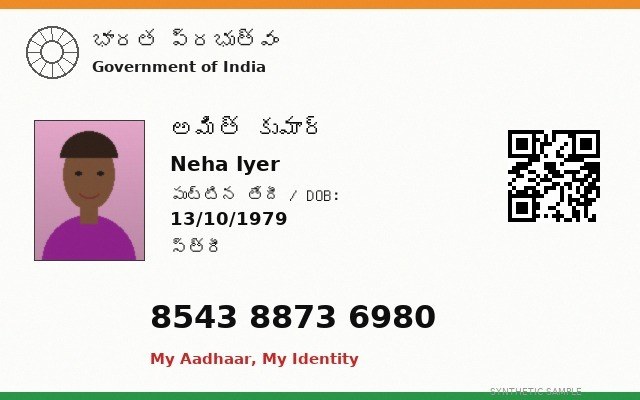 భారత ప్రభుత్వం
Government of India
అమిత్ కుమార్
Neha Iyer
పుట్టిన తేదీ / DOB:
13/10/1979
స్త్రీ
8543 8873 6980
My Aadhaar, My Identity
SYNTHETIC SAMPLE